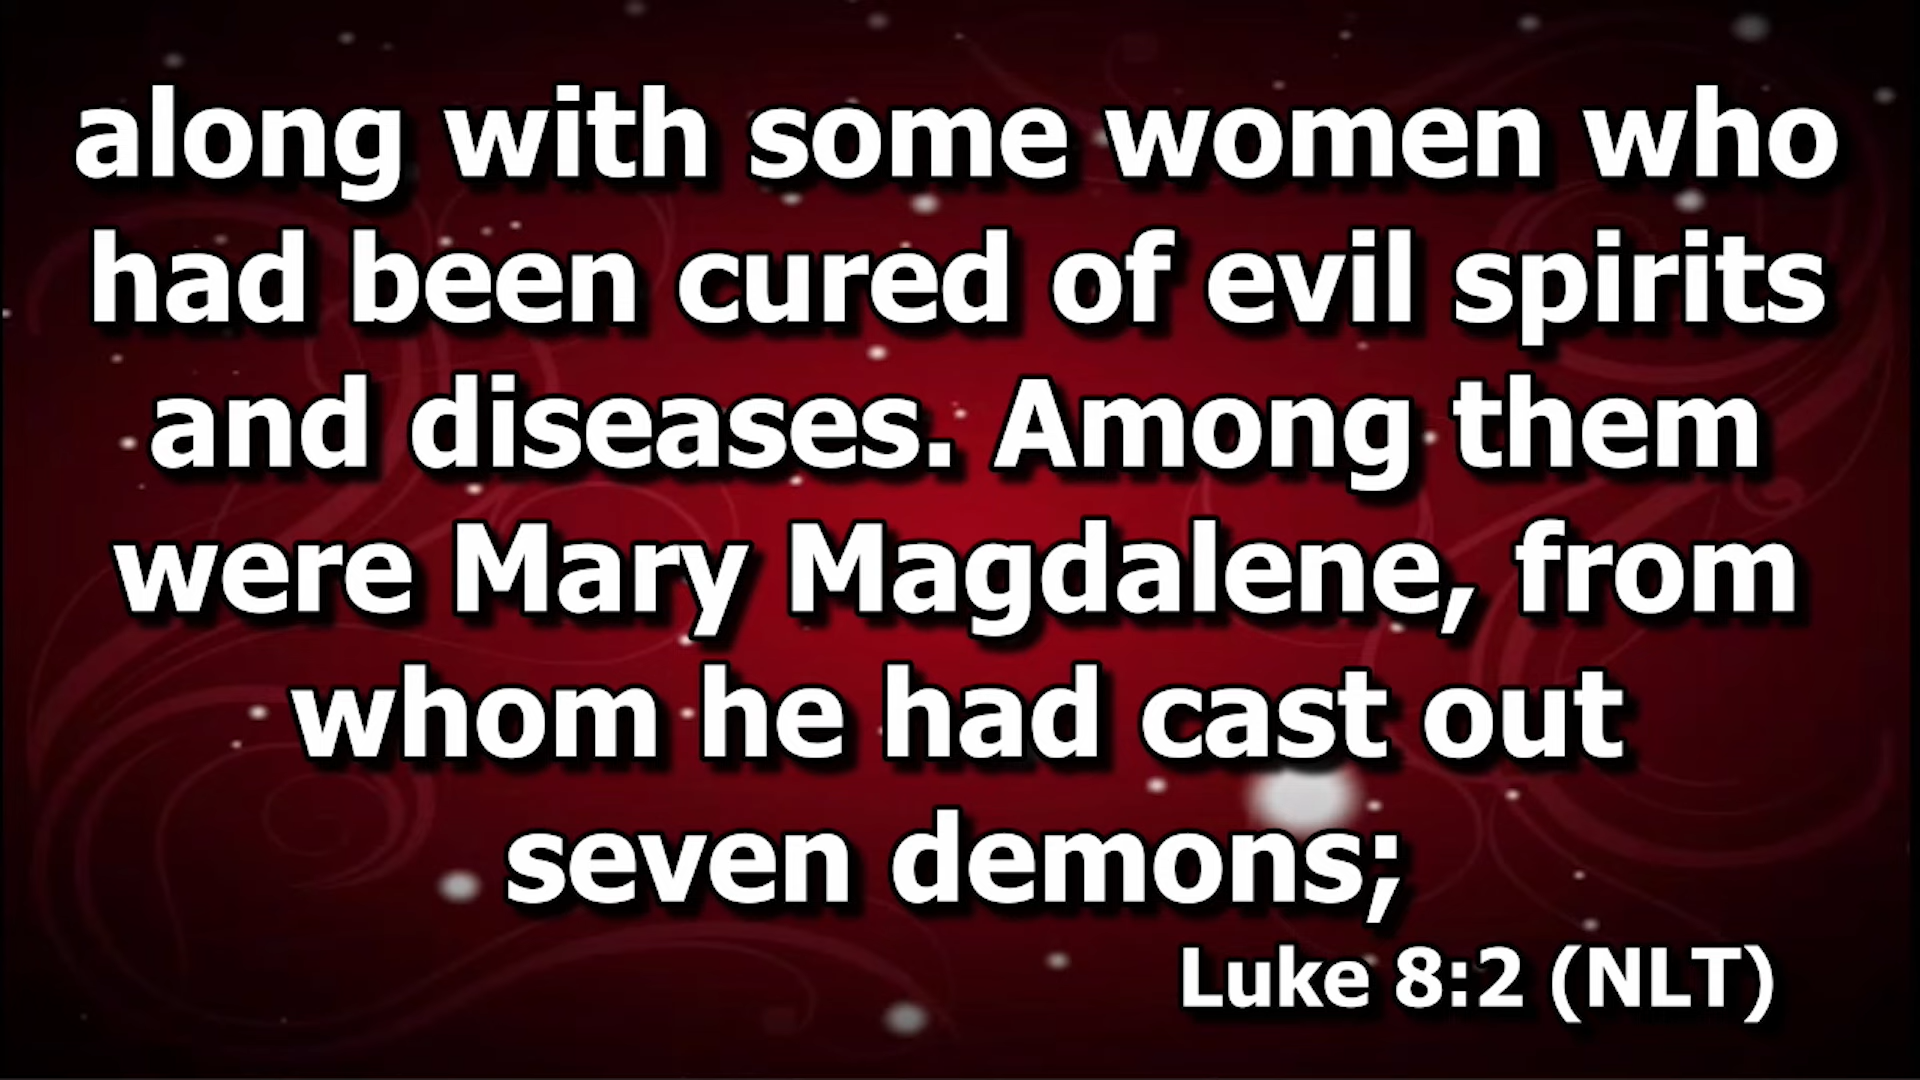 along with some women who
had been cured of evil spirits
and diseases. Among them
were Mary Magdalene, from
whom he had cast out
seven demons;
Luke 8:2 (NLT)